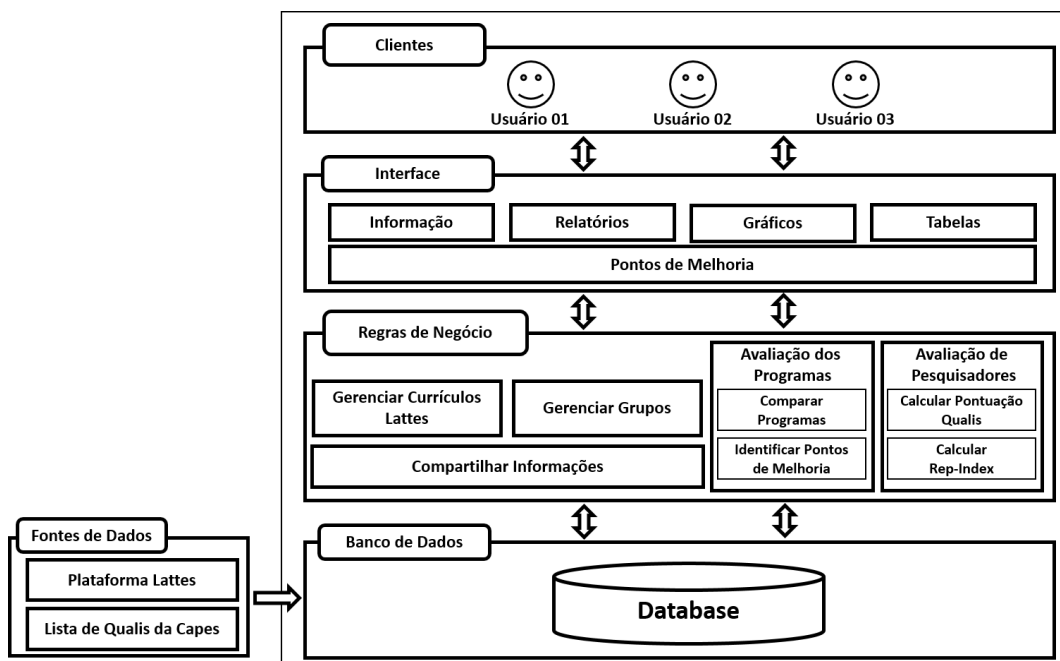 Clientes
Usuário 01
Usuário 02
Usuário 03
Interface
Informação
Relatórios
Gráficos
Tabelas
Pontos de Melhoria
Regras de Negócio
Gerenciar Currículos
Lattes
Gerenciar Grupos
Compartilhar Informações
Avaliação dos
Programas
Comparar
Programas
Identificar Pontos
de Melhoria
Avaliação de
Pesquisadores
Calcular Pontuação
Qualis
Calcular
Rep-Index
Fontes de Dados
Plataforma Lattes
Lista de Qualis da Capes
Banco de Dados
Database